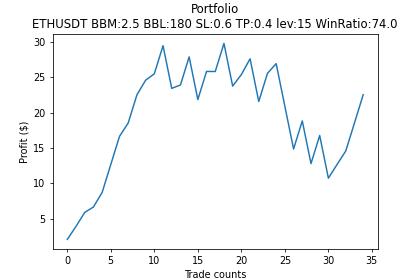 Portfolio
ETHUSDT BBM:2.5 BBL:180 SL:0.6 TP:0.4 lev:15 WinRatio:74.0
30
25
20
15
10
5
Profit ($)
0 5 10 15 20 25 30 35
Trade counts